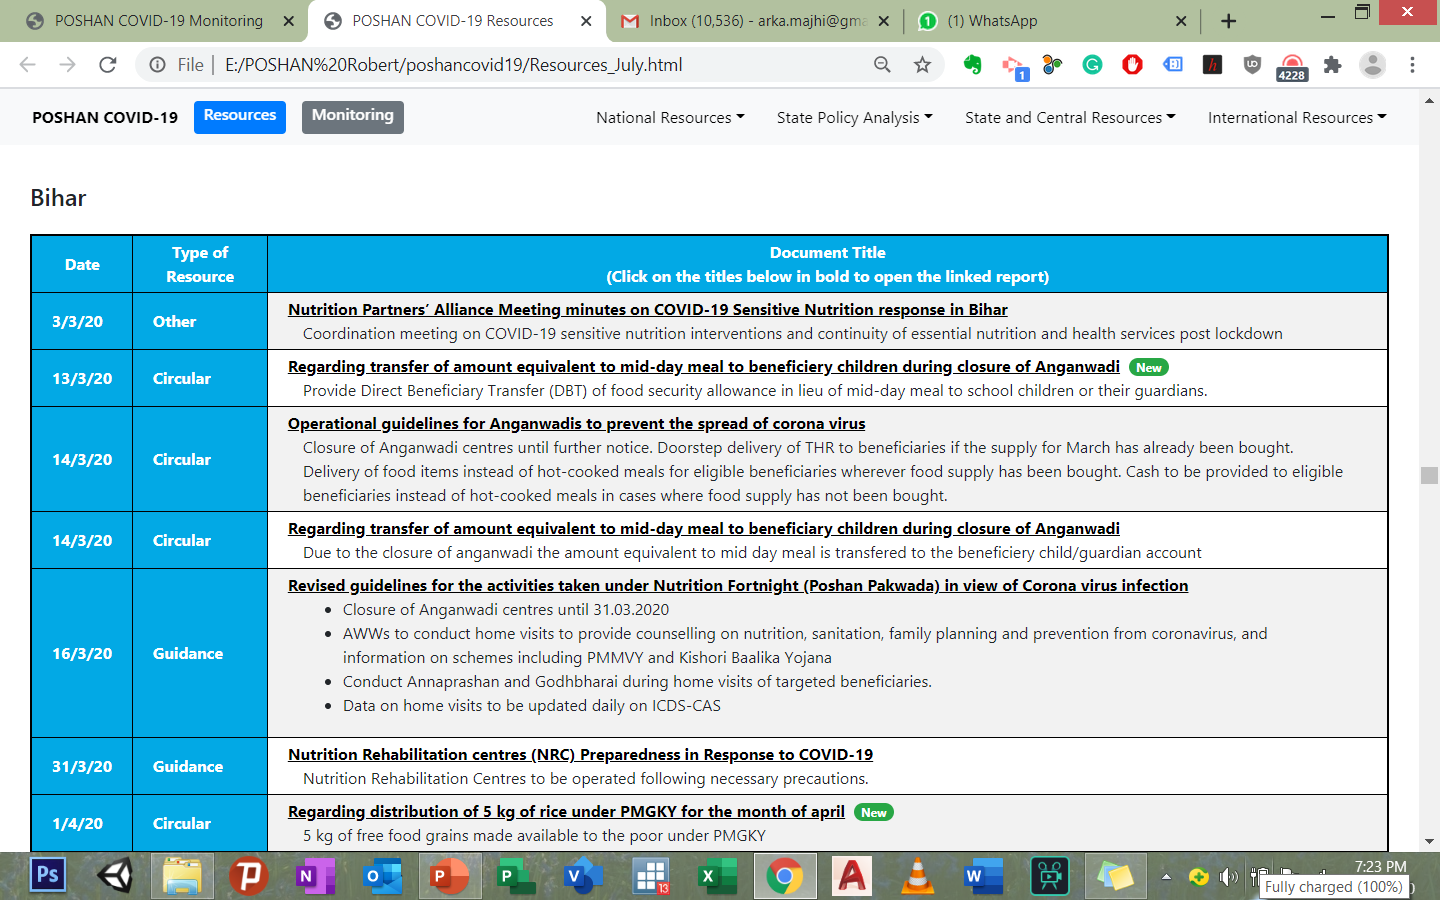 POSHAN COVID-19 Monitoring
POSHAN COVID-19 Resources
Inbox (10,536) - arka.majhi@gma
(1) WhatsApp
File | E:/POSHAN%20Robert/poshancovid19/Resources_July.html
1
4228
POSHAN COVID-19 Resources Monitoring National Resources State Policy Analysis State and Central Resources International Resources
Bihar
Date
Type of
Resource
Document Title
(Click on the titles below in bold to open the linked report)
3/3/20
Other
Nutrition Partners’ Alliance Meeting minutes on COVID-19 Sensitive Nutrition response in Bihar
Coordination meeting on COVID-19 sensitive nutrition interventions and continuity of essential nutrition and health services post lockdown
13/3/20
Circular
Regarding transfer of amount equivalent to mid-day meal to beneficiery children during closure of Anganwadi New
Provide Direct Beneficiary Transfer (DBT) of food security allowance in lieu of mid-day meal to school children or their guardians.
14/3/20
Circular
Operational guidelines for Anganwadis to prevent the spread of corona virus
Closure of Anganwadi centres until further notice. Doorstep delivery of THR to beneficiaries if the supply for March has already been bought.
Delivery of food items instead of hot-cooked meals for eligible beneficiaries wherever food supply has been bought. Cash to be provided to eligible
beneficiaries instead of hot-cooked meals in cases where food supply has not been bought.
14/3/20
Circular
Regarding transfer of amount equivalent to mid-day meal to beneficiary children during closure of Anganwadi
Due to the closure of anganwadi the amount equivalent to mid day meal is transfered to the beneficiery child/guardian account
16/3/20
Guidance
Revised guidelines for the activities taken under Nutrition Fortnight (Poshan Pakwada) in view of Corona virus infection
• Closure of Anganwadi centres until 31.03.2020
• AWWs to conduct home visits to provide counselling on nutrition, sanitation, family planning and prevention from coronavirus, and
information on schemes including PMMVY and Kishori Baalika Yojana
• Conduct Annaprashan and Godhbharai during home visits of targeted beneficiaries.
• Data on home visits to be updated daily on ICDS-CAS
31/3/20
Guidance
Nutrition Rehabilitation centres (NRC) Preparedness in Response to COVID-19
Nutrition Rehabilitation Centres to be operated following necessary precautions.
1/4/20
Circular
Regarding distribution of 5 kg of rice under PMGKY for the month of april New
5 kg of free food grains made available to the poor under PMGKY
7:23 PM
Fully charged (100%)